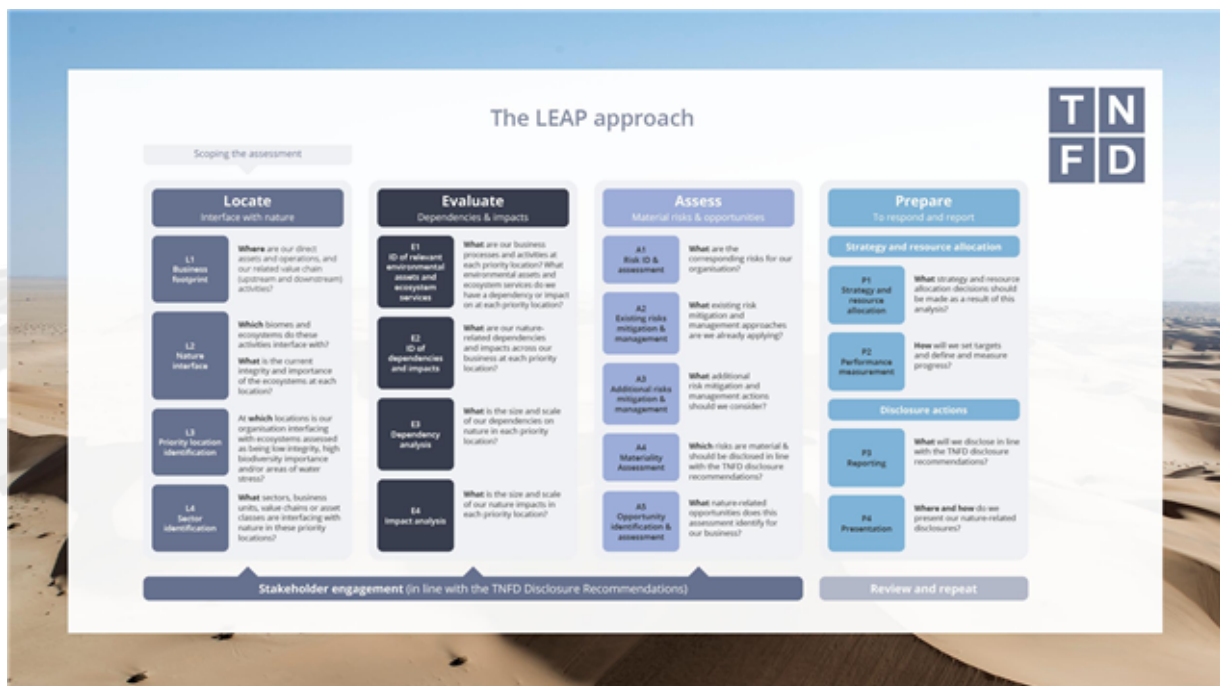 The LEAP approach
T N
F D
Scoping the assessment
Locate
Interface with nature
L1
Business
footprint
Where are our direct
assets and operations, and
our related value chain
(upstream and downstream)
activities?
L2
Nature
interface
Which biomes and
ecosystems do these
activities interface with?
What is the current
integrity and importance
of the ecosystems at each
location?
L3
Priority location
identification
At which locations is our
organisation interfacing
with ecosystems assessed
as being low integrity, high
biodiversity importance
and/or areas of water
stress?
L4
Sector
identification
What sectors, business
units, value chains or asset
classes are interfacing with
nature in these priority
locations?
Evaluate
Dependencies & impacts
E1
ID of relevant
environmental
assets and
ecosystem
services
What are our business
processes and activities at
each priority location? What
environmental assets and
ecosystem services do we
have a dependency or impact
on at each priority location?
E2
ID of
dependencies
and impacts
What are our nature-
related dependencies
and impacts across our
business at each priority
location?
E3
Dependency
analysis
What is the size and scale
of our dependencies on
nature in each priority
location?
E4
Impact analysis
What is the size and scale
of our nature impacts in
each priority location?
Assess
Material risks & opportunities
A1
Risk ID &
assessment
What are the
corresponding risks for our
organisation?
A2
Existing risks
mitigation &
management
What existing risk
mitigation and
management approaches
are we already applying?
A3
Additional risks
mitigation &
management
What additional
risk mitigation and
management actions
should we consider?
A4
Materiality
Assessment
Which risks are material &
should be disclosed in line
with the TNFD disclosure
recommendations?
A5
Opportunity
identification &
assessment
What nature-related
opportunities does this
assessment identify for
our business?
Prepare
To respond and report
Strategy and resource allocation
P1
Strategy and
resource
allocation
What strategy and resource
allocation decisions should
be made as a result of this
analysis?
P2
Performance
measurement
How will we set targets
and define and measure
progress?
Disclosure actions
P3
Reporting
What will we disclose in line
with the TNFD disclosure
recommendations?
P4
Presentation
Where and how do we
present our nature-related
disclosures?
Stakeholder engagement (in line with the TNFD Disclosure Recommendations)
Review and repeat